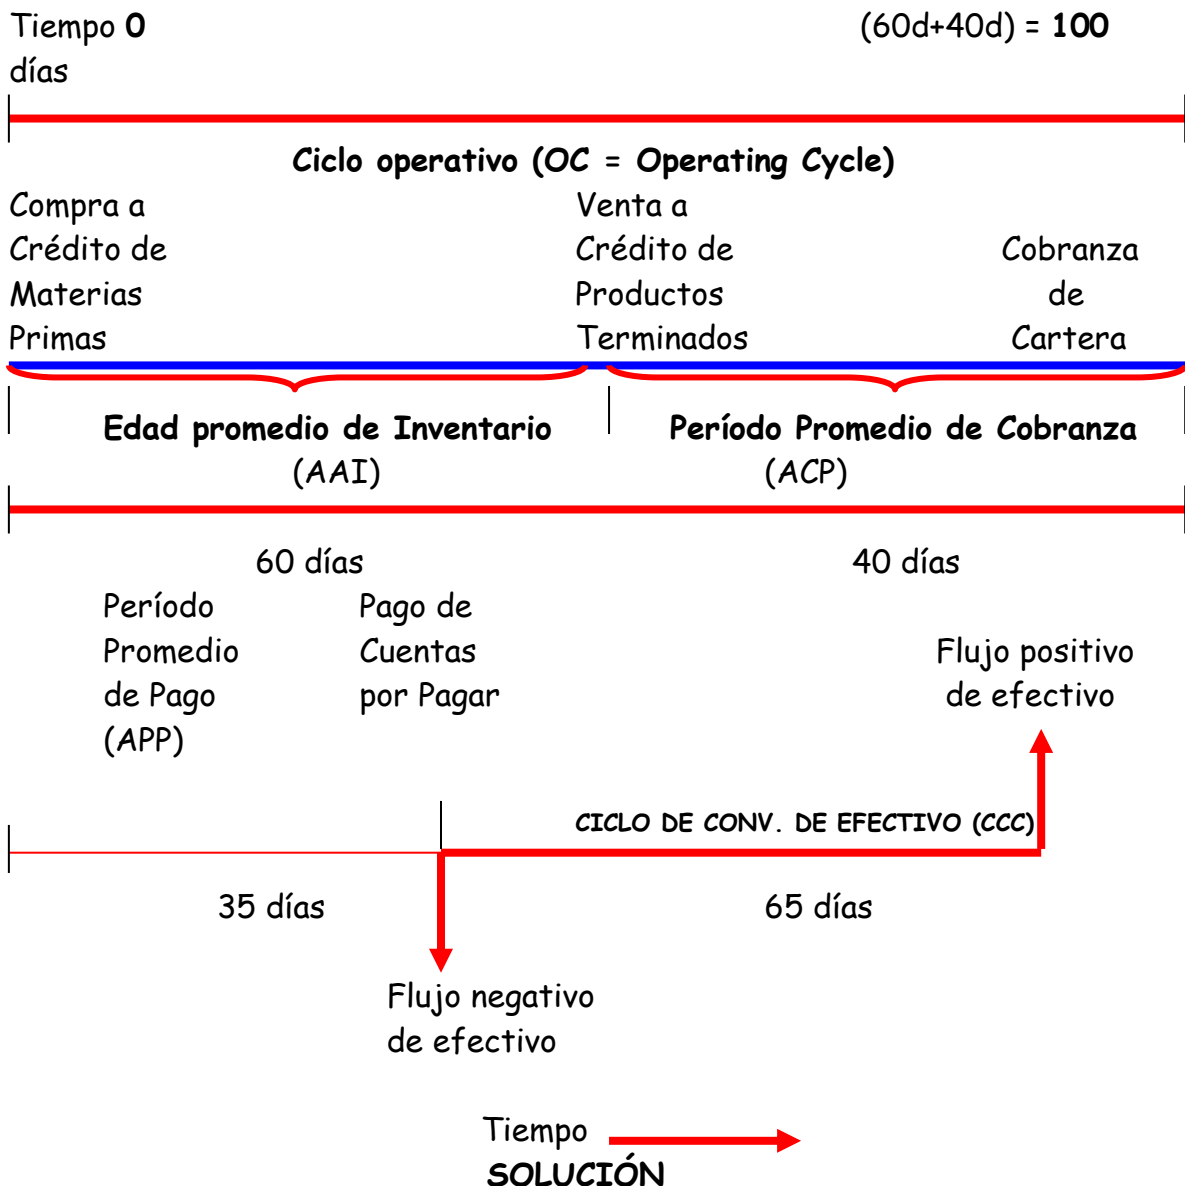 Tiempo 0
días
(60d+40d) = 100
Ciclo operativo (OC = Operating Cycle)
Compra a
Crédito de
Materias
Primas
Venta a
Crédito de
Productos
Terminados
Cobranza
de
Cartera
Edad promedio de Inventario
(AAI)
Período Promedio de Cobranza
(ACP)
60 días
40 días
Período
Promedio
de Pago
(APP)
Pago de
Cuentas
por Pagar
Flujo positivo
de efectivo
CICLO DE CONV. DE EFECTIVO (CCC)
35 días
65 días
Flujo negativo
de efectivo
Tiempo
SOLUCIÓN